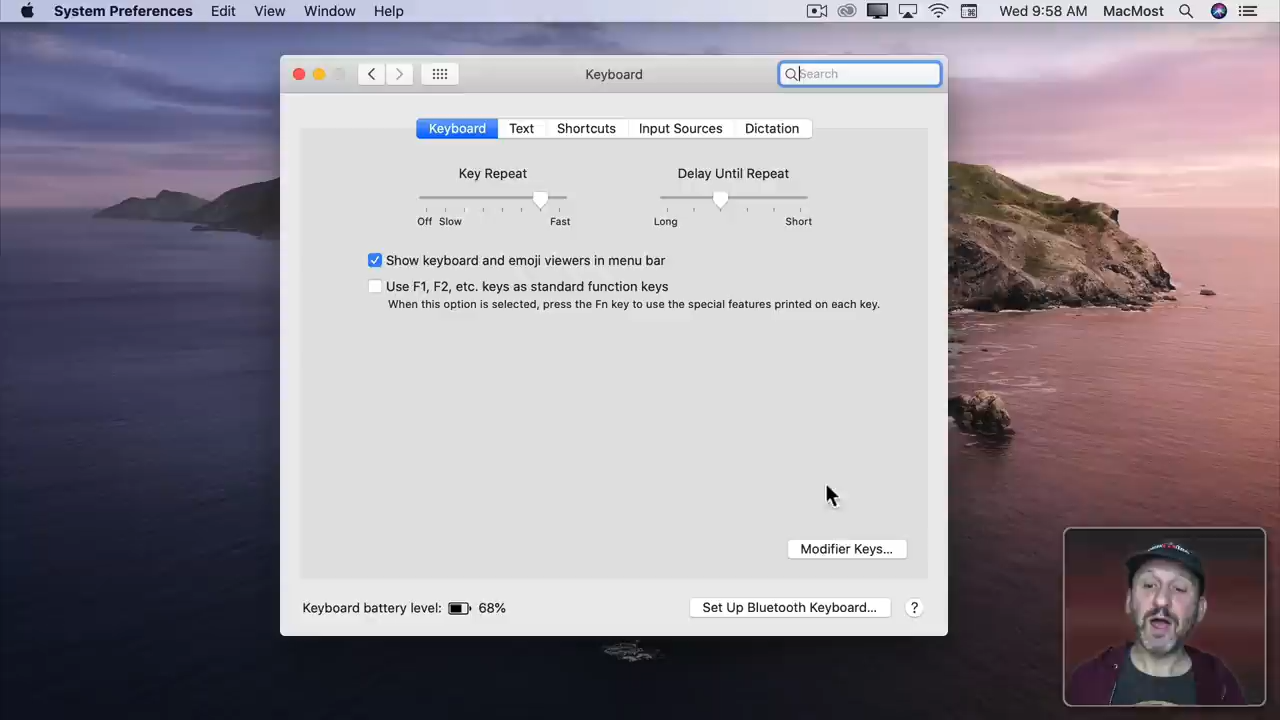 System Preferences Edit View Window Help Wed 9:58 AM MacMost
Keyboard Search
Keyboard Text Shortcuts Input Sources Dictation
Key Repeat Delay Until Repeat
Off Slow Fast Long Short
Show keyboard and emoji viewers in menu bar
Use F1, F2, etc. keys as standard function keys
When this option is selected, press the Fn key to use the special features printed on each key.
Modifier Keys...
Keyboard battery level: 68% Set Up Bluetooth Keyboard... ?